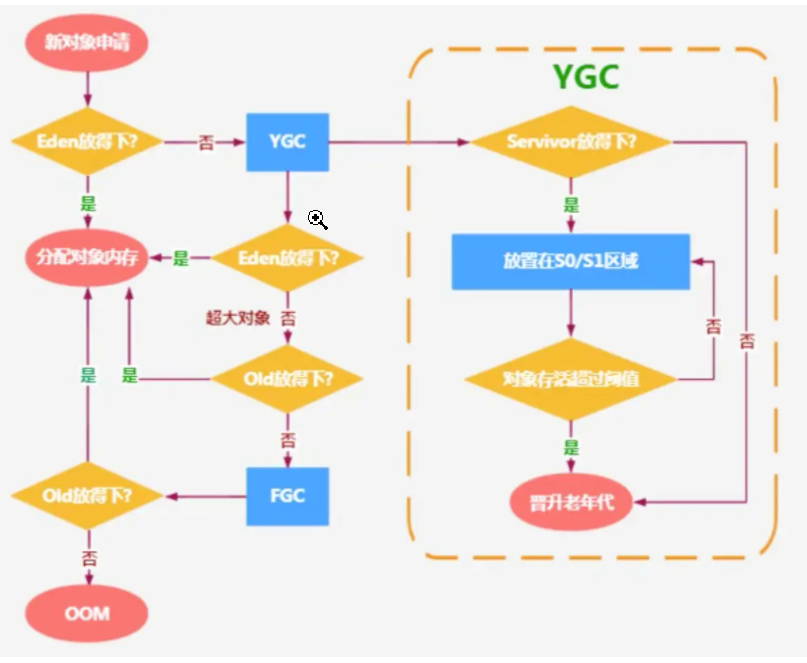 新对象申请
YGC
Eden放得下?
否
YGC
Servivor放得下?
是
是
分配对象内存
是
Eden放得下?
放置在S0/S1区域
超大对象
否
否
否
是
是
Old放得下?
对象存活超过阈值
否
是
Old放得下?
FGC
晋升老年代
否
OOM